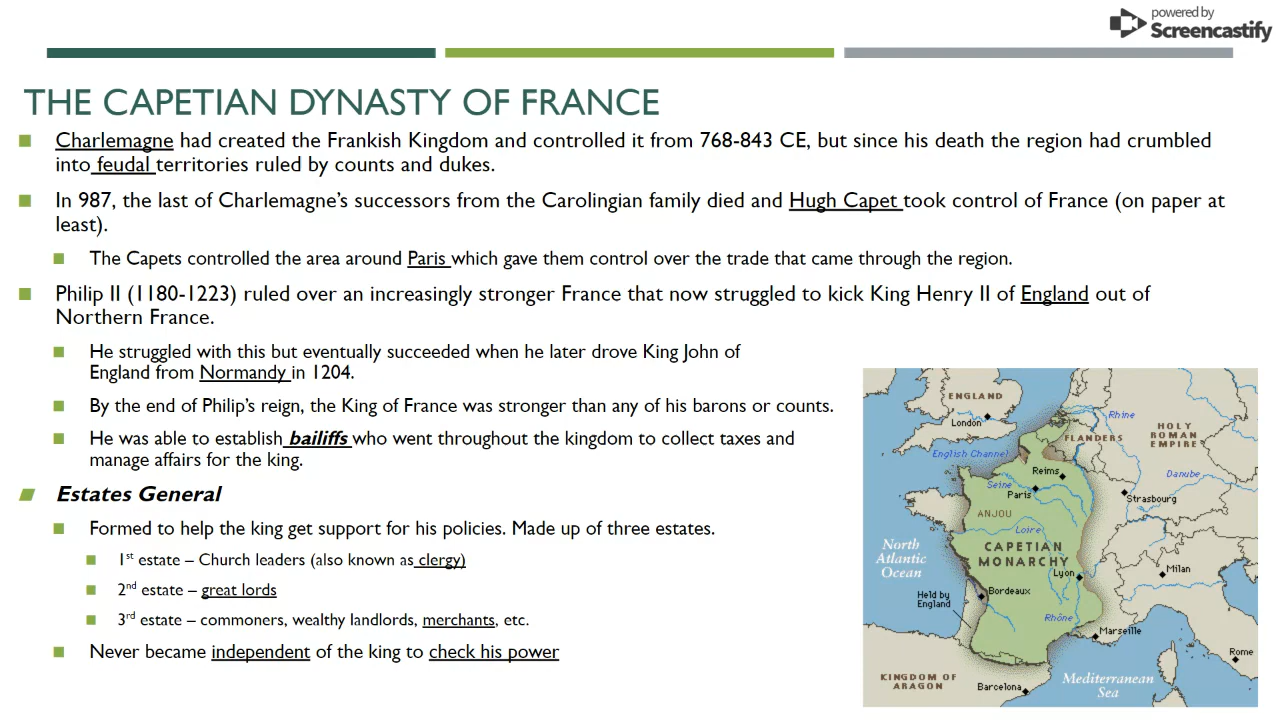 powered by
Screencastify
THE CAPETIAN DYNASTY OF FRANCE
Charlemagne had created the Frankish Kingdom and controlled it from 768-843 CE, but since his death the region had crumbled
into feudal territories ruled by counts and dukes.
In 987, the last of Charlemagne's successors from the Carolingian family died and Hugh Capet took control of France (on paper at
least).
The Capets controlled the area around Paris which gave them control over the trade that came through the region.
Philip II (1180-1223) ruled over an increasingly stronger France that now struggled to kick King Henry II of England out of
Northern France.
He struggled with this but eventually succeeded when he later drove King John of
England from Normandy in 1204.
By the end of Philip's reign, the King of France was stronger than any of his barons or counts.
He was able to establish bailiffs who went throughout the kingdom to collect taxes and
manage affairs for the king.
Estates General
Formed to help the king get support for his policies. Made up of three estates.
1st estate – Church leaders (also known as clergy)
2nd estate – great lords
3rd estate – commoners, wealthy landlords, merchants, etc.
Never became independent of the king to check his power
ENGLAND
London
Rhine
FLANDERS
HOLY
ROMAN
EMPIRE
English Channel
Reims
Danube
Seine
Paris
Strasbourg
ANJOU
Loire
North
Atlantic
Ocean
CAPETIAN
MONARCHY
Lyon
Milan
Held by
England
Bordeaux
Rhône
Marseille
Rome
KINGDOM OF
ARAGON
Barcelona
Mediterranean
Sea